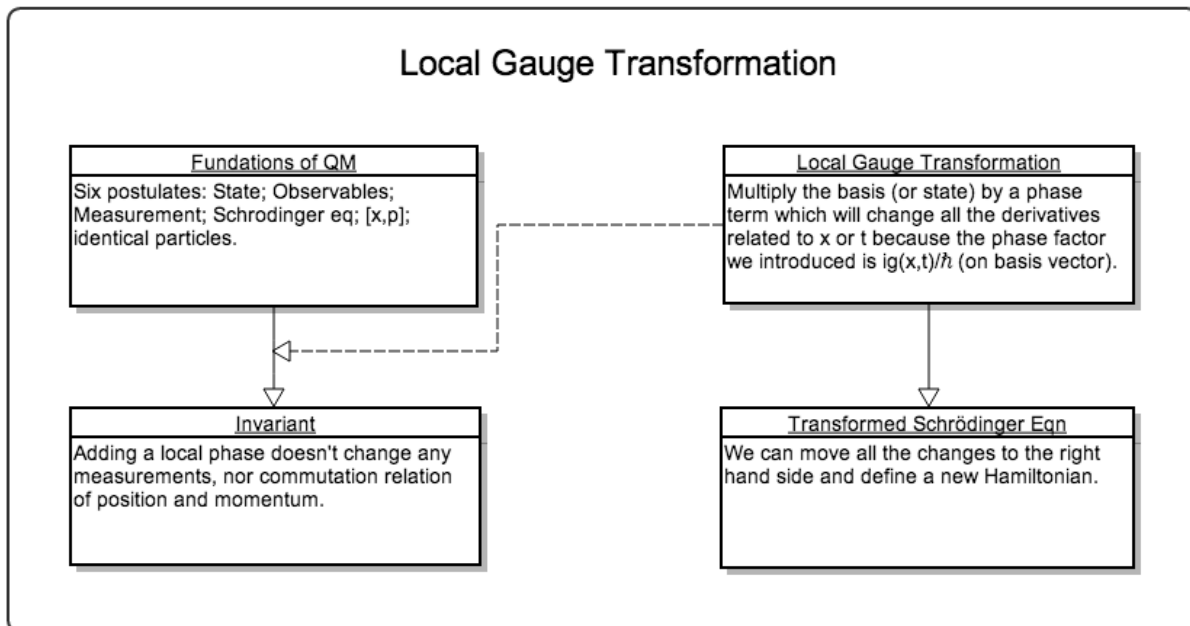 Local Gauge Transformation
Fundations of QM
Six postulates: State; Observables;
Measurement; Schrodinger eq; [x,p];
identical particles.
Local Gauge Transformation
Multiply the basis (or state) by a phase
term which will change all the derivatives
related to x or t because the phase factor
we introduced is ig(x,t)/ℏ (on basis vector).
Invariant
Adding a local phase doesn't change any
measurements, nor commutation relation
of position and momentum.
Transformed Schrödinger Eqn
We can move all the changes to the right
hand side and define a new Hamiltonian.